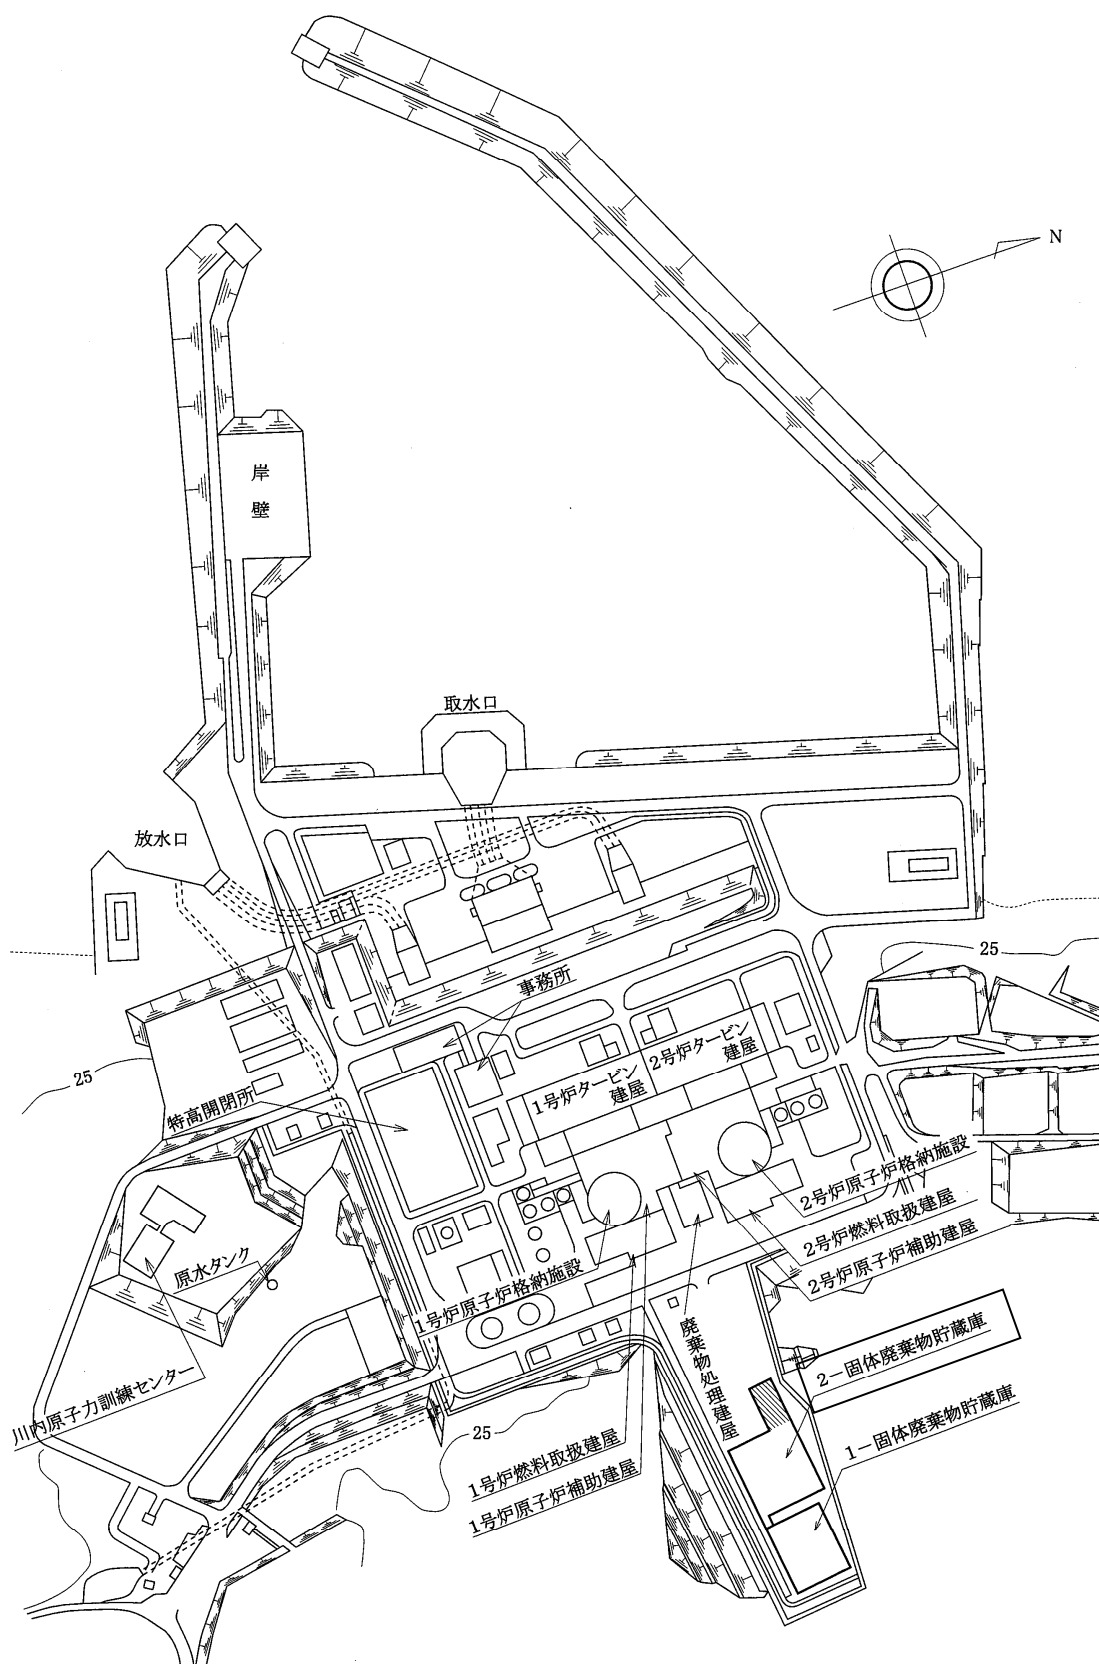 N
岸壁
取水口
放水口
25
事務所
25
特高開閉所
1号炉タービン
建屋
2号炉タービン
建屋
2号炉原子炉格納施設
2号炉燃料取扱建屋
2号炉原子炉補助建屋
原水タンク
1号炉原子炉格納施設
川内原子力訓練センター
廃棄物処理建屋
2-固体廃棄物貯蔵庫
1-固体廃棄物貯蔵庫
25
1号炉燃料取扱建屋
1号炉原子炉補助建屋